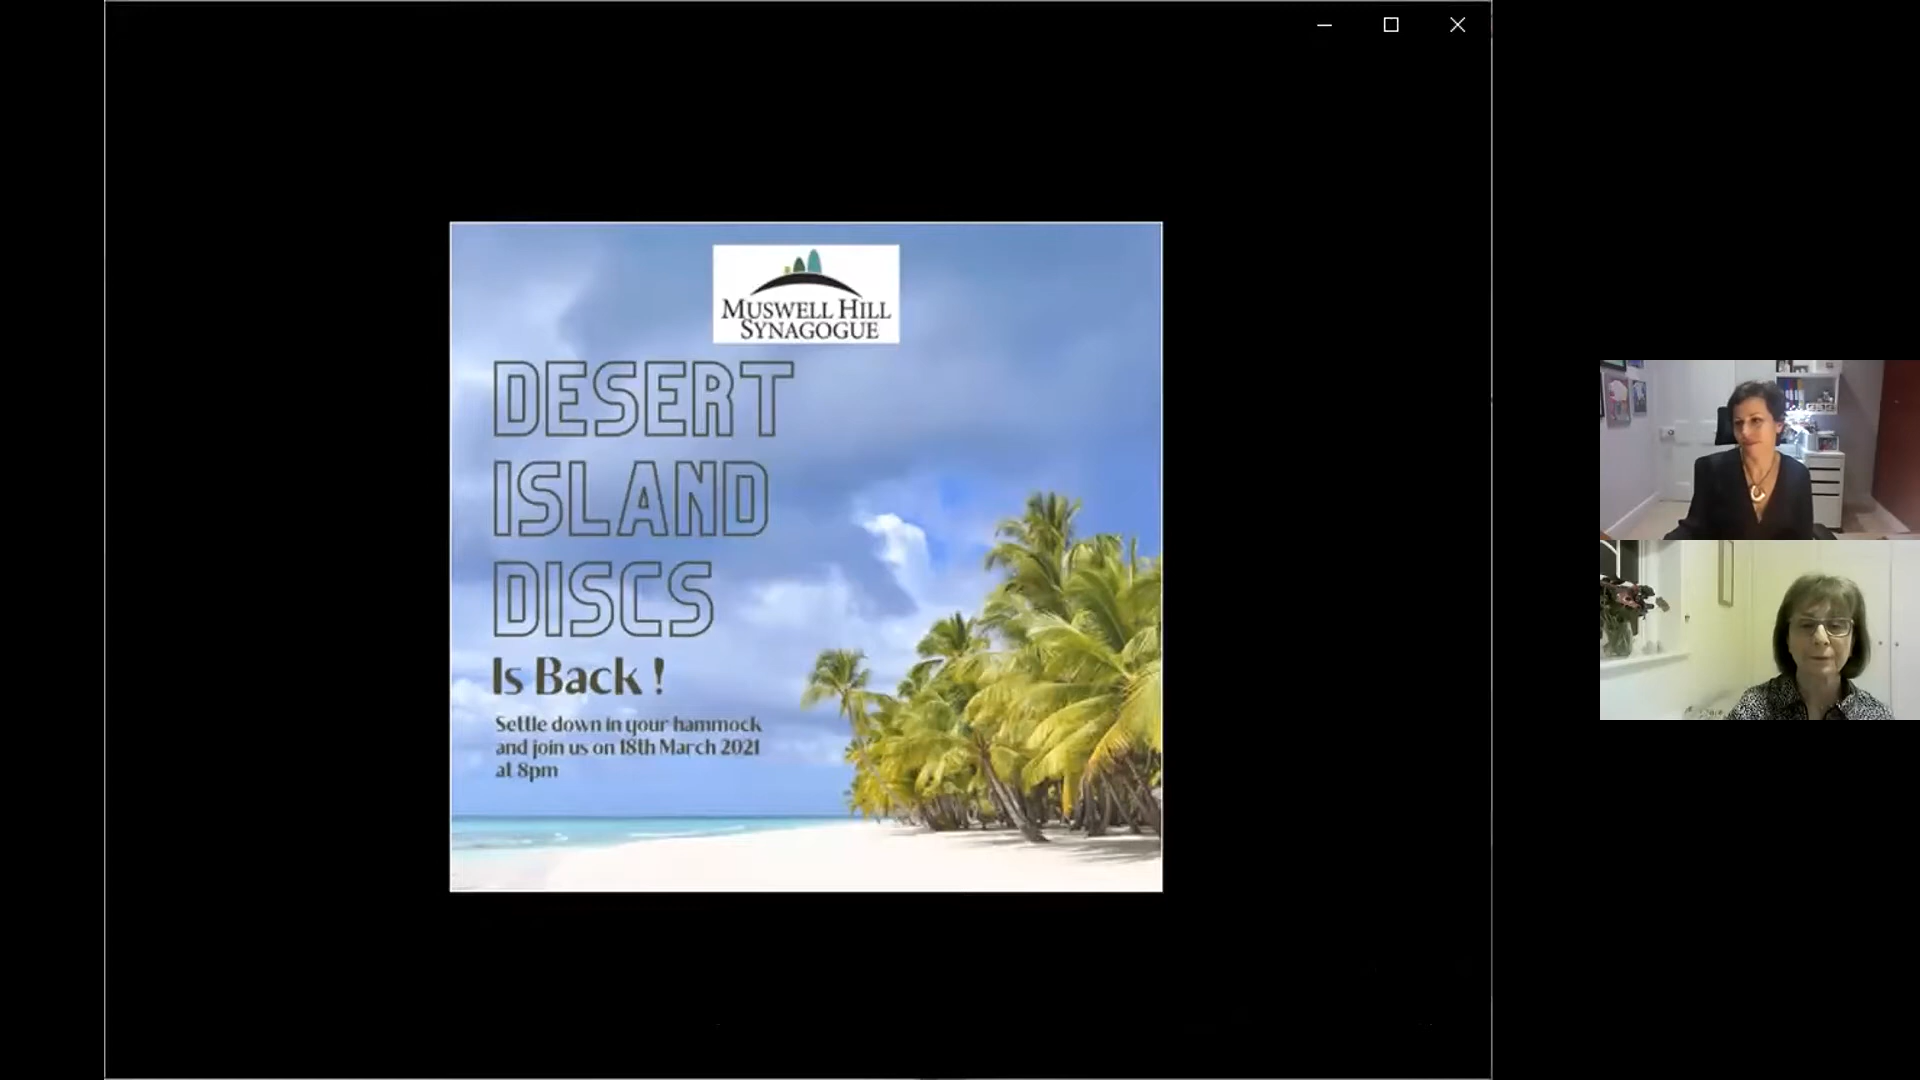 MUSWELL HILL
SYNAGOGUE
DESERT
ISLAND
DISCS
Is Back !
Settle down in your hammock
and join us on 18th March 2021
at 8pm